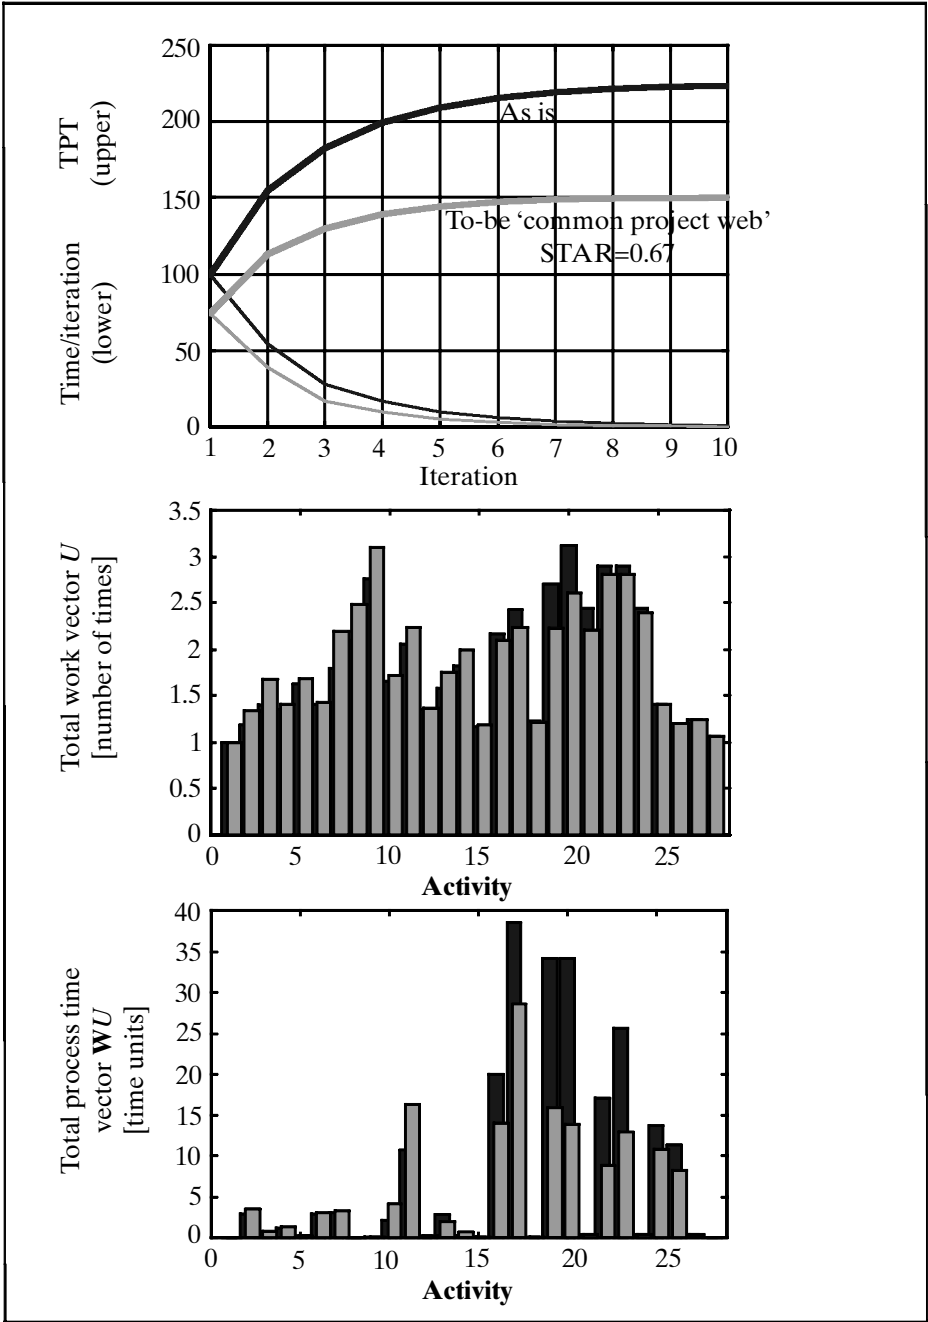 250
200
150
100
50
0
TPT
(upper)
Time/iteration
(lower)
As is
To-be ‘common project web’
STAR=0.67
1 2 3 4 5 6 7 8 9 10
Iteration
3.5
3
2.5
2
1.5
1
0.5
0
Total work vector U
[number of times]
0 5 10 15 20 25
Activity
40
35
30
25
20
15
10
5
0
Total process time
vector WU
[time units]
0 5 10 15 20 25
Activity